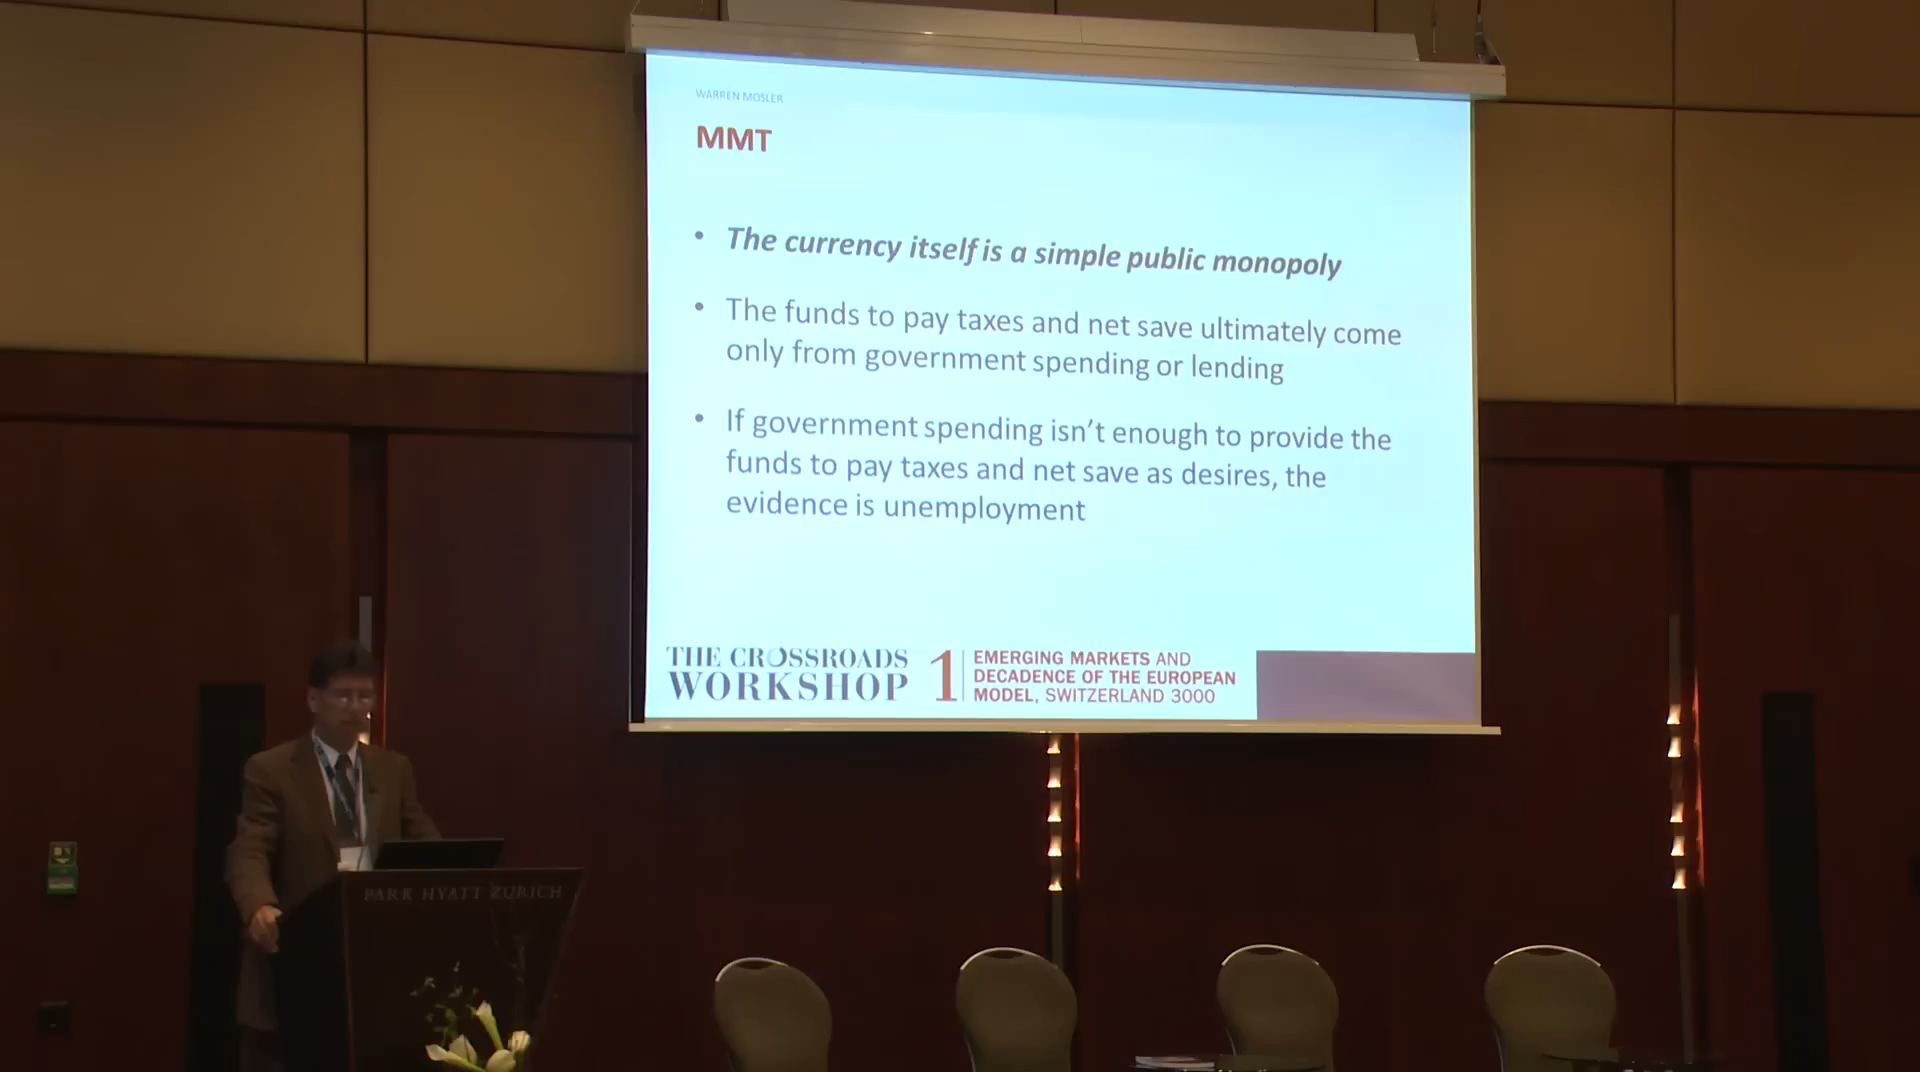 WARREN MOSLER
MMT
• The currency itself is a simple public monopoly
• The funds to pay taxes and net save ultimately come
only from government spending or lending
• If government spending isn't enough to provide the
funds to pay taxes and net save as desires, the
evidence is unemployment
THE CROSSROADS
WORKSHOP
1
EMERGING MARKETS AND
DECADENCE OF THE EUROPEAN
MODEL, SWITZERLAND 3000
PARK HYATT ZURICH